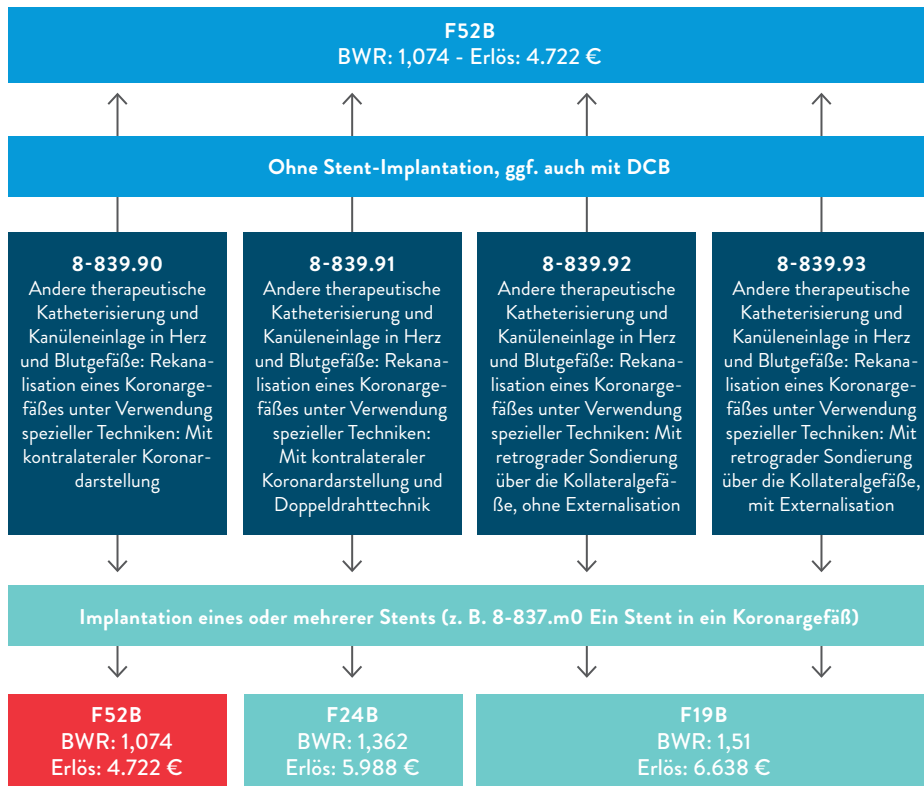 F52B
BWR: 1,074 - Erlös: 4.722 €
Ohne Stent-Implantation, ggf. auch mit DCB
8-839.90
Andere therapeutische
Katheterisierung und
Kanüleneinlage in Herz
und Blutgefäße: Rekana-
lisation eines Koronarge-
fäßes unter Verwendung
spezieller Techniken: Mit
kontralateraler Koronar-
darstellung
8-839.91
Andere therapeutische
Katheterisierung und
Kanüleneinlage in Herz
und Blutgefäße: Rekana-
lisation eines Koronarge-
fäßes unter Verwendung
spezieller Techniken:
Mit kontralateraler
Koronardarstellung und
Doppeldrahttechnik
8-839.92
Andere therapeutische
Katheterisierung und
Kanüleneinlage in Herz
und Blutgefäße: Rekana-
lisation eines Koronarge-
fäßes unter Verwendung
spezieller Techniken: Mit
retrograder Sondierung
über die Kollateralgefä-
ße, ohne Externalisation
8-839.93
Andere therapeutische
Katheterisierung und
Kanüleneinlage in Herz
und Blutgefäße: Rekana-
lisation eines Koronarge-
fäßes unter Verwendung
spezieller Techniken: Mit
retrograder Sondierung
über die Kollateralgefäße,
mit Externalisation
Implantation eines oder mehrerer Stents (z. B. 8-837.m0 Ein Stent in ein Koronargefäß)
F52B
BWR: 1,074
Erlös: 4.722 €
F24B
BWR: 1,362
Erlös: 5.988 €
F19B
BWR: 1,51
Erlös: 6.638 €